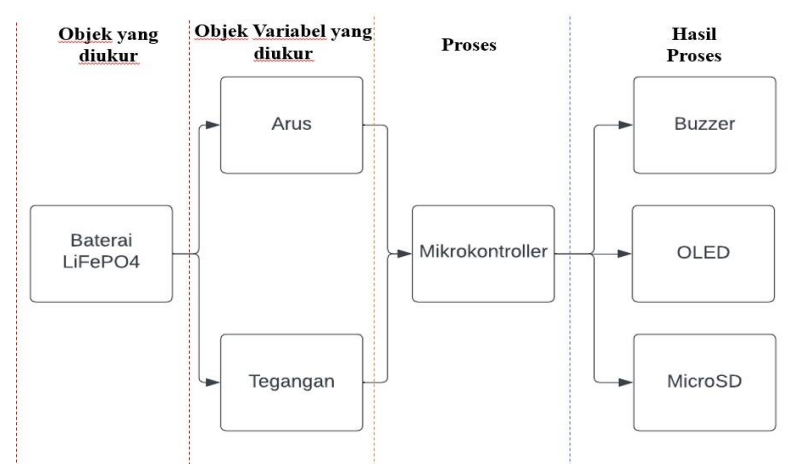 Objek yang
diukur
Objek Variabel yang
diukur
Proses
Hasil
Proses
Arus
Buzzer
Baterai
LiFePO4
Mikrokontroller
OLED
Tegangan
MicroSD